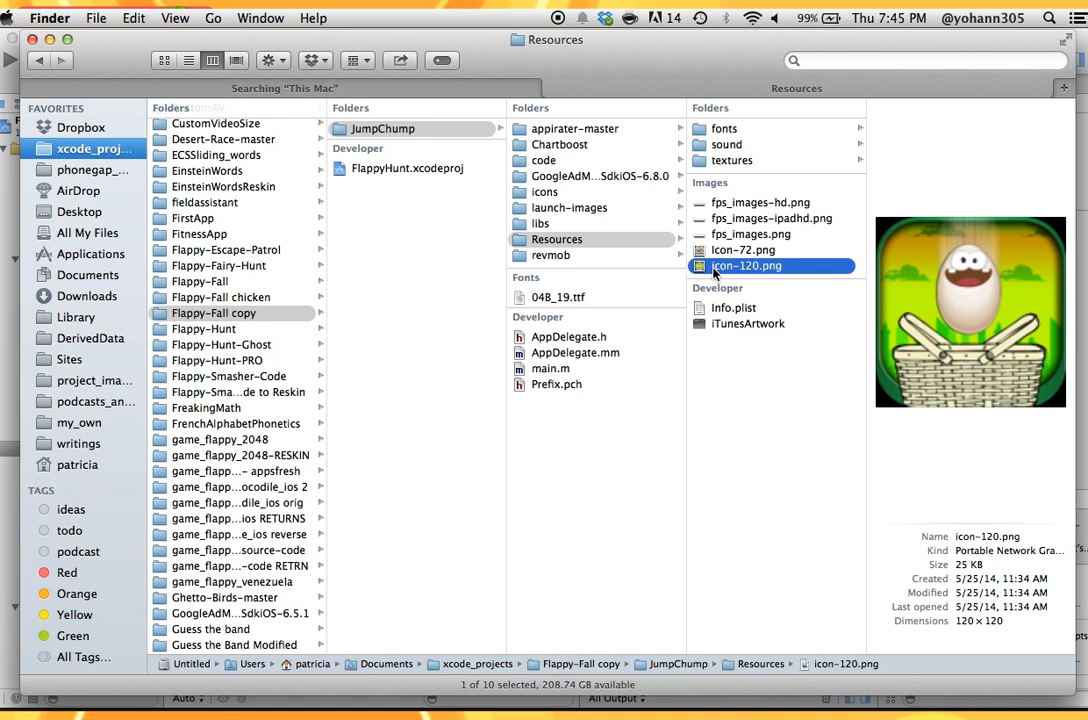 Finder File Edit View Go Window Help 14 99% Thu 7:45 PM @yohann305
Resources
Searching “This Mac” Resources
FAVORITES
Dropbox
xcode_proj...
phonegap_...
AirDrop
Desktop
All My Files
Applications
Documents
Downloads
Library
DerivedData
Sites
project_ima...
podcasts_an...
my_own
writings
patricia
TAGS
ideas
todo
podcast
Red
Orange
Yellow
Green
All Tags...
Folders
CustomVideoSize
Desert-Race-master
ECSSliding_words
EinsteinWords
EinsteinWordsReskin
fieldassistant
FirstApp
FitnessApp
Flappy-Escape-Patrol
Flappy-Fairy-Hunt
Flappy-Fall
Flappy-Fall chicken
Flappy-Fall copy
Flappy-Hunt
Flappy-Hunt-Ghost
Flappy-Hunt-PRO
Flappy-Smasher-Code
Flappy-Sma...de to Reskin
FreakingMath
FrenchAlphabetPhonetics
game_flappy_2048
game_flappy_2048-RESKIN
game_flapp...- appsfresh
game_flapp...ocodile_ios 2
game_flapp...dile_ios orig
game_flapp...ios RETURNS
game_flapp...e_ios reverse
game_flapp...source-code
game_flapp...-code RETRN
game_flappy_venezuela
Ghetto-Birds-master
GoogleAdM...SdkiOS-6.5.1
Guess the band
Guess the Band Modified
Folders
JumpChump
Developer
FlappyHunt.xcodeproj
Folders
appirater-master
Chartboost
code
GoogleAdM...SdkiOS-6.8.0
icons
launch-images
libs
Resources
revmob
Fonts
04B_19.ttf
Developer
AppDelegate.h
AppDelegate.mm
main.m
Prefix.pch
Folders
fonts
sound
textures
Images
fps_images-hd.png
fps_images-ipadhd.png
fps_images.png
Icon-72.png
icon-120.png
Developer
Info.plist
iTunesArtwork
Name icon-120.png
Kind Portable Network Gra...
Size 25 KB
Created 5/25/14, 11:34 AM
Modified 5/25/14, 11:34 AM
Last opened 5/25/14, 11:34 AM
Dimensions 120 × 120
Untitled Users patricia Documents xcode_projects Flappy-Fall copy JumpChump Resources icon-120.png
1 of 10 selected, 208.74 GB available
Auto All Output